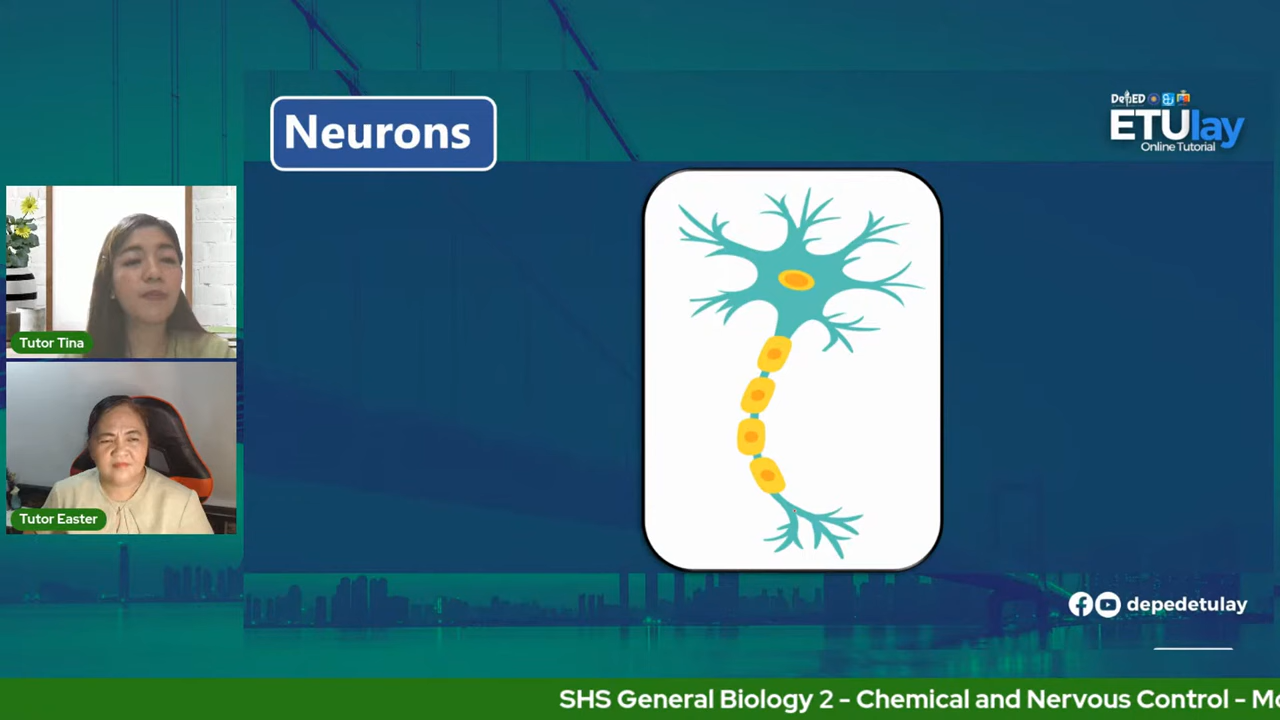 Neurons
DepED
ETUlay
Online Tutorial
Tutor Tina
Tutor Easter
depedetulay
SHS General Biology 2 - Chemical and Nervous Control - Mo